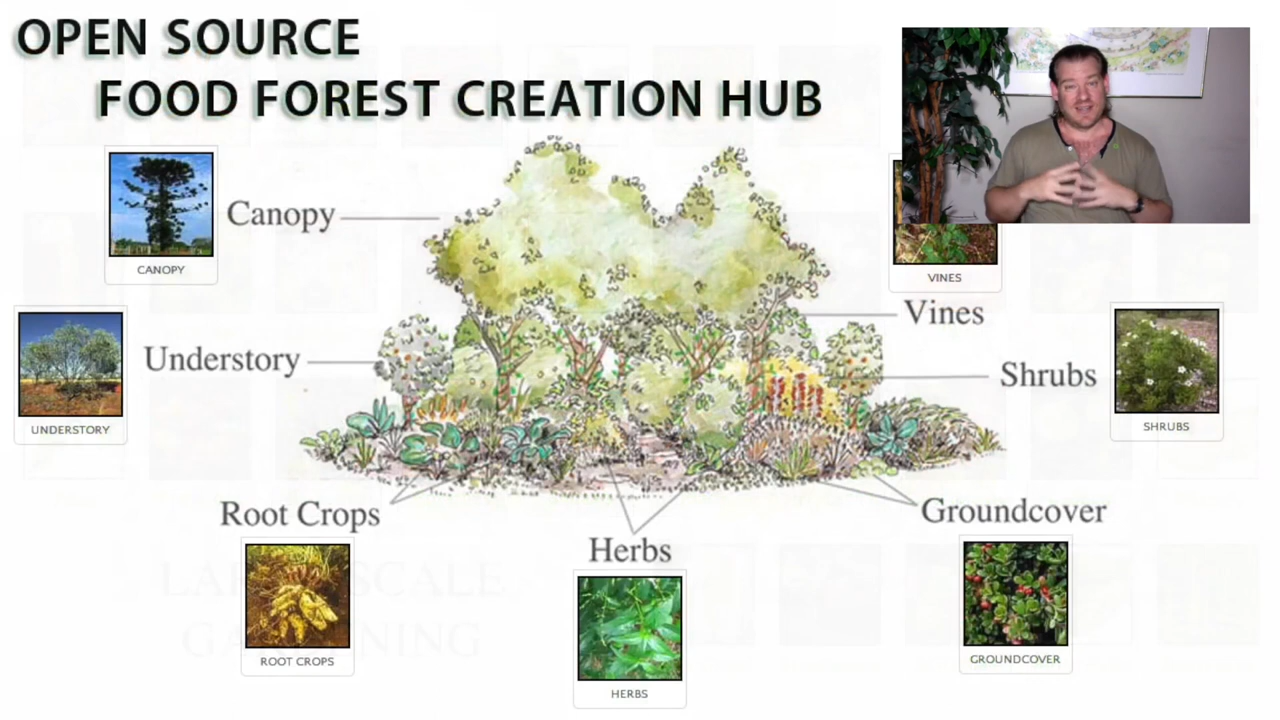 OPEN SOURCE
FOOD FOREST CREATION HUB
CANOPY
Canopy
VINES
Vines
UNDERSTORY
Understory
Shrubs
SHRUBS
Root Crops
ROOT CROPS
Herbs
HERBS
Groundcover
GROUNDCOVER